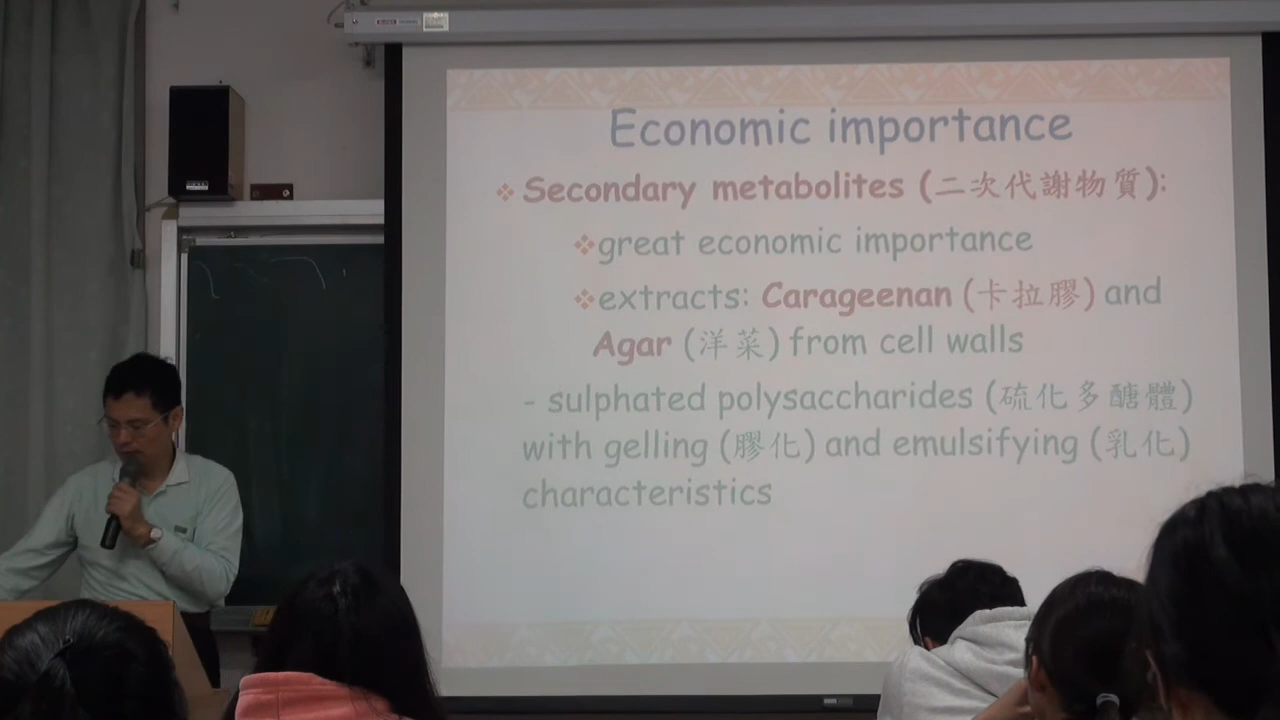 Economic importance
❖ Secondary metabolites (二次代謝物質):
❖great economic importance
❖extracts: Carageenan (卡拉膠) and
Agar (洋菜) from cell walls
- sulphated polysaccharides (硫化多醣體)
with gelling (膠化) and emulsifying (乳化)
characteristics